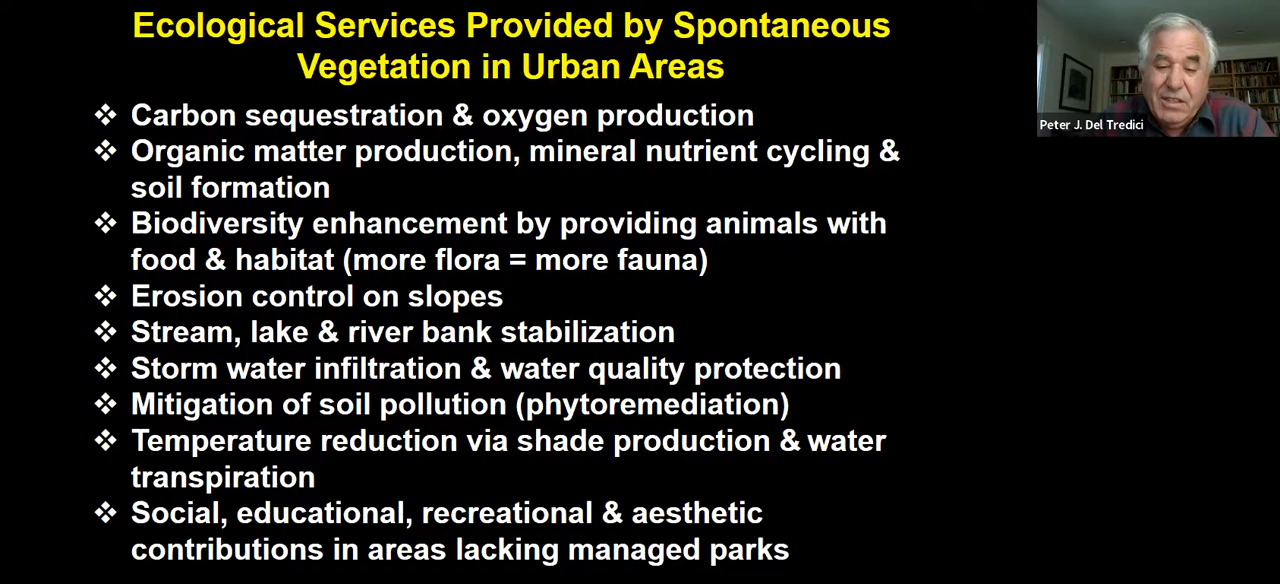 Ecological Services Provided by Spontaneous
Vegetation in Urban Areas
❖ Carbon sequestration & oxygen production
❖ Organic matter production, mineral nutrient cycling &
soil formation
❖ Biodiversity enhancement by providing animals with
food & habitat (more flora = more fauna)
❖ Erosion control on slopes
❖ Stream, lake & river bank stabilization
❖ Storm water infiltration & water quality protection
❖ Mitigation of soil pollution (phytoremediation)
❖ Temperature reduction via shade production & water
transpiration
❖ Social, educational, recreational & aesthetic
contributions in areas lacking managed parks
Peter J. Del Tredici